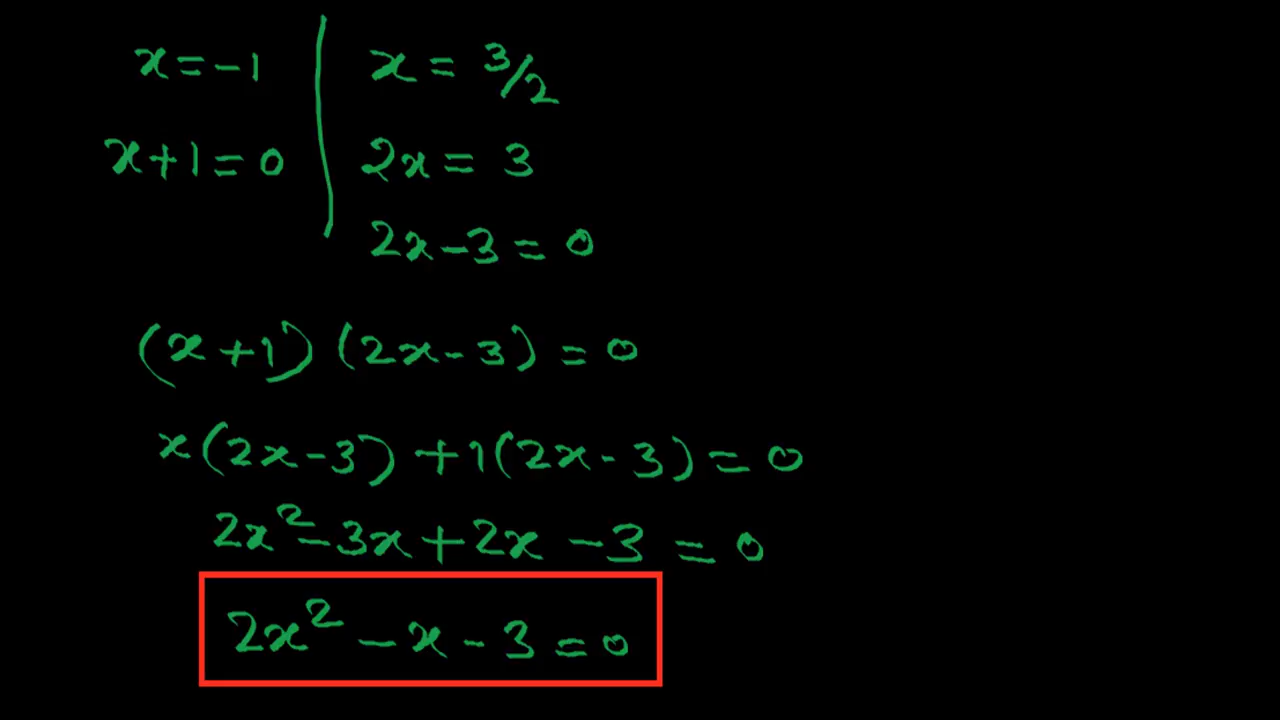 x = -1 | x = 3/2
x + 1 = 0 | 2x = 3
2x - 3 = 0
(x + 1) (2x - 3) = 0
x(2x - 3) + 1(2x - 3) = 0
2x² - 3x + 2x - 3 = 0
2x² - x - 3 = 0